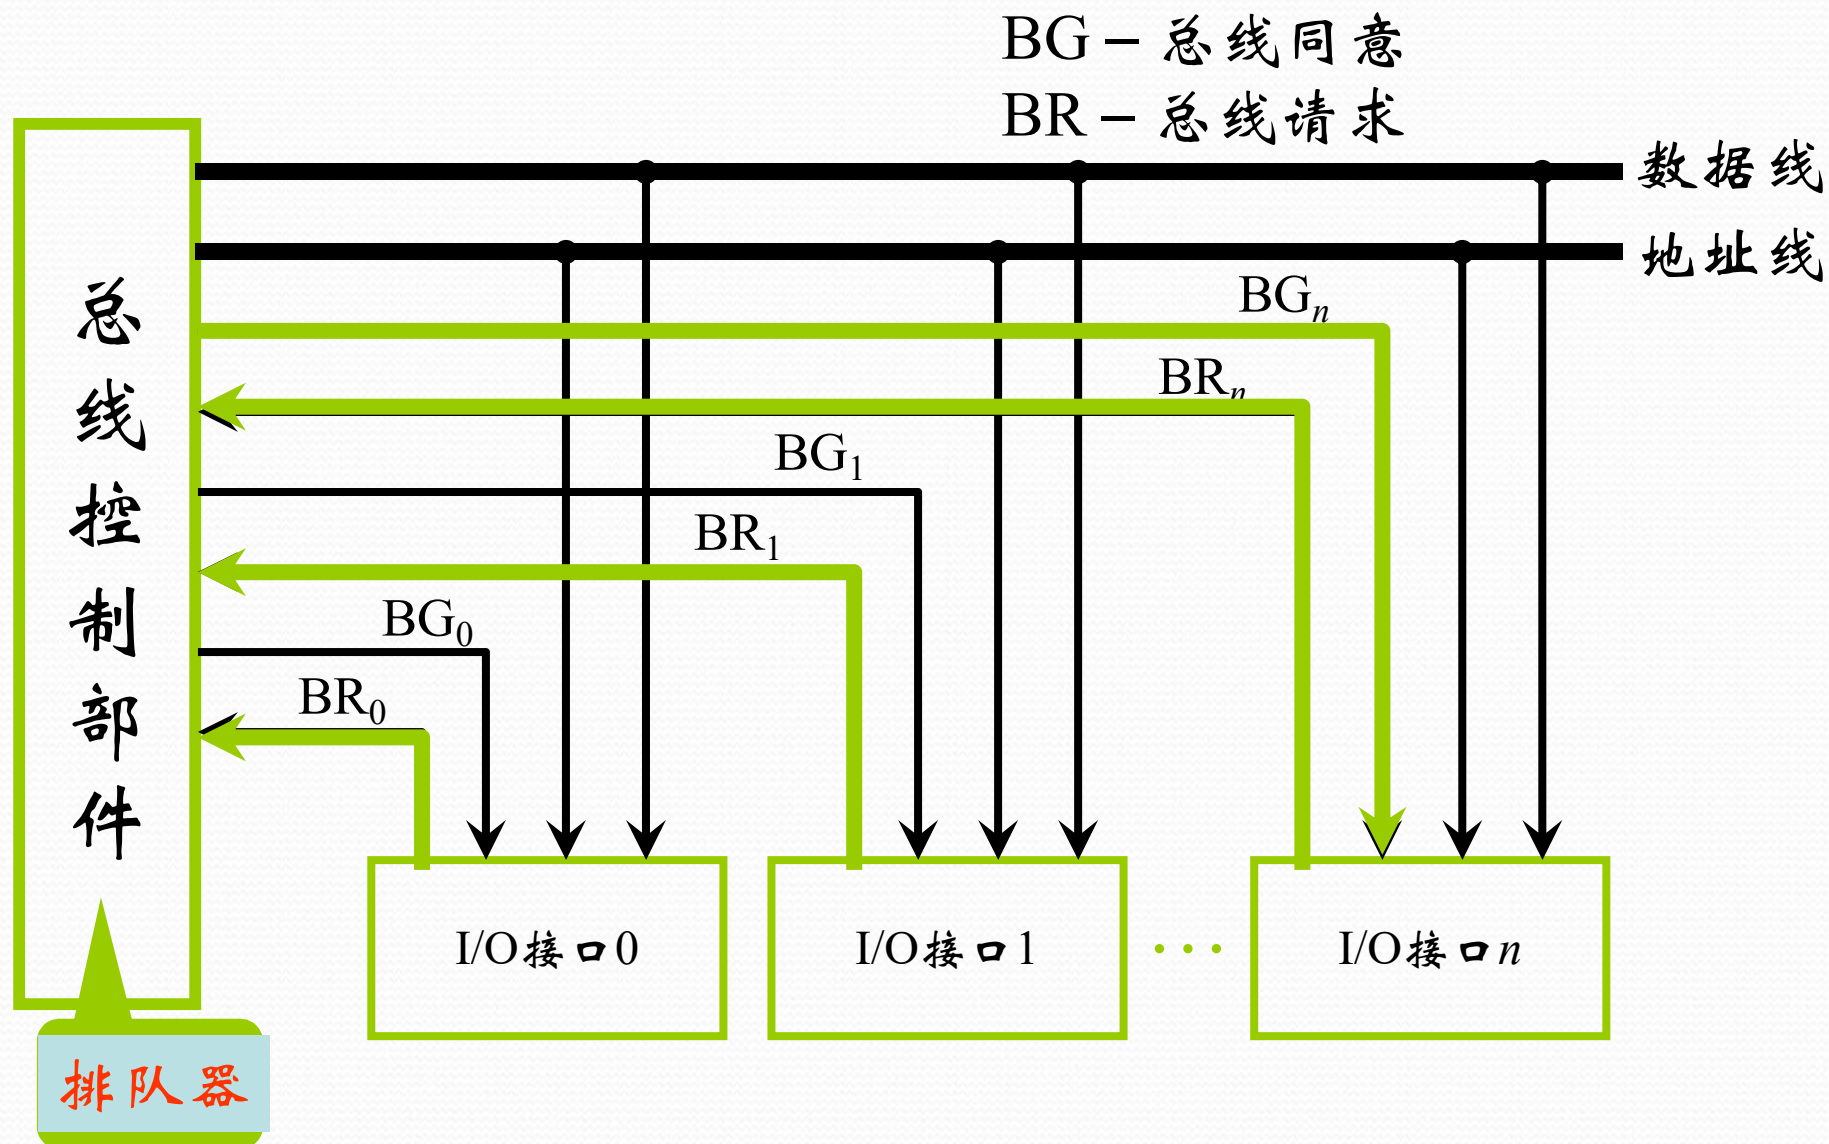 BG – 总线同意
BR – 总线请求
数据线
地址线
总线控制部件
BGn
BRn
BG1
BR1
BG0
BR0
I/O接口0
I/O接口1
···
I/O接口n
排队器